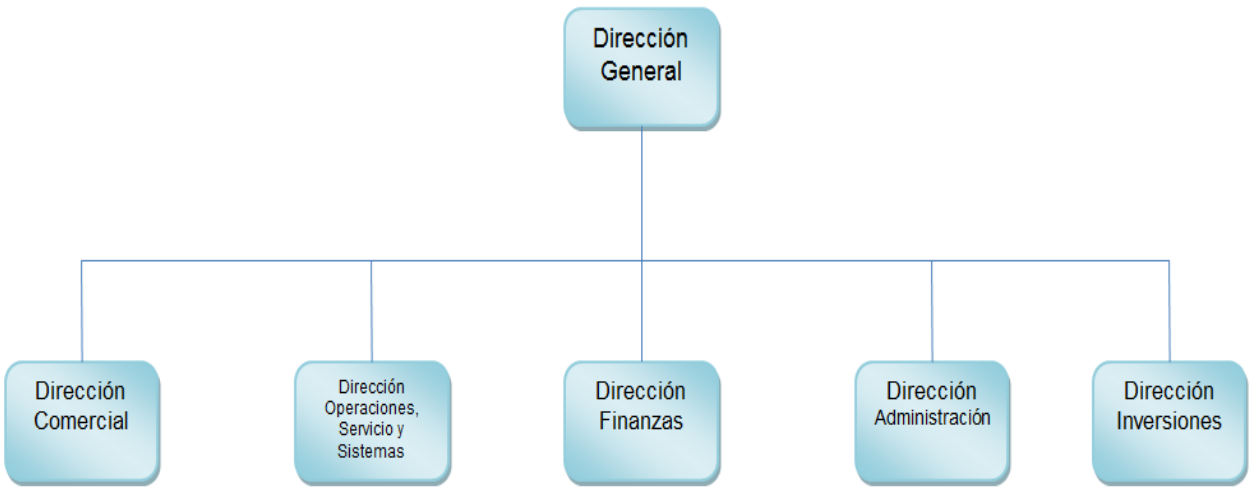 Dirección
General
Dirección
Comercial
Dirección
Operaciones,
Servicio y
Sistemas
Dirección
Finanzas
Dirección
Administración
Dirección
Inversiones